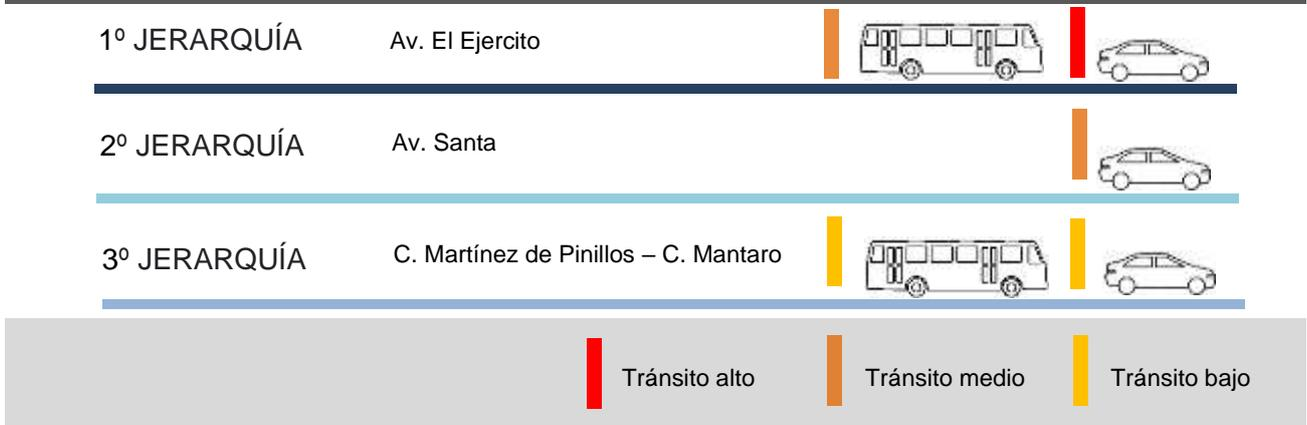 1º JERARQUÍA Av. El Ejercito
2º JERARQUÍA Av. Santa
3º JERARQUÍA C. Martínez de Pinillos – C. Mantaro
Tránsito alto Tránsito medio Tránsito bajo